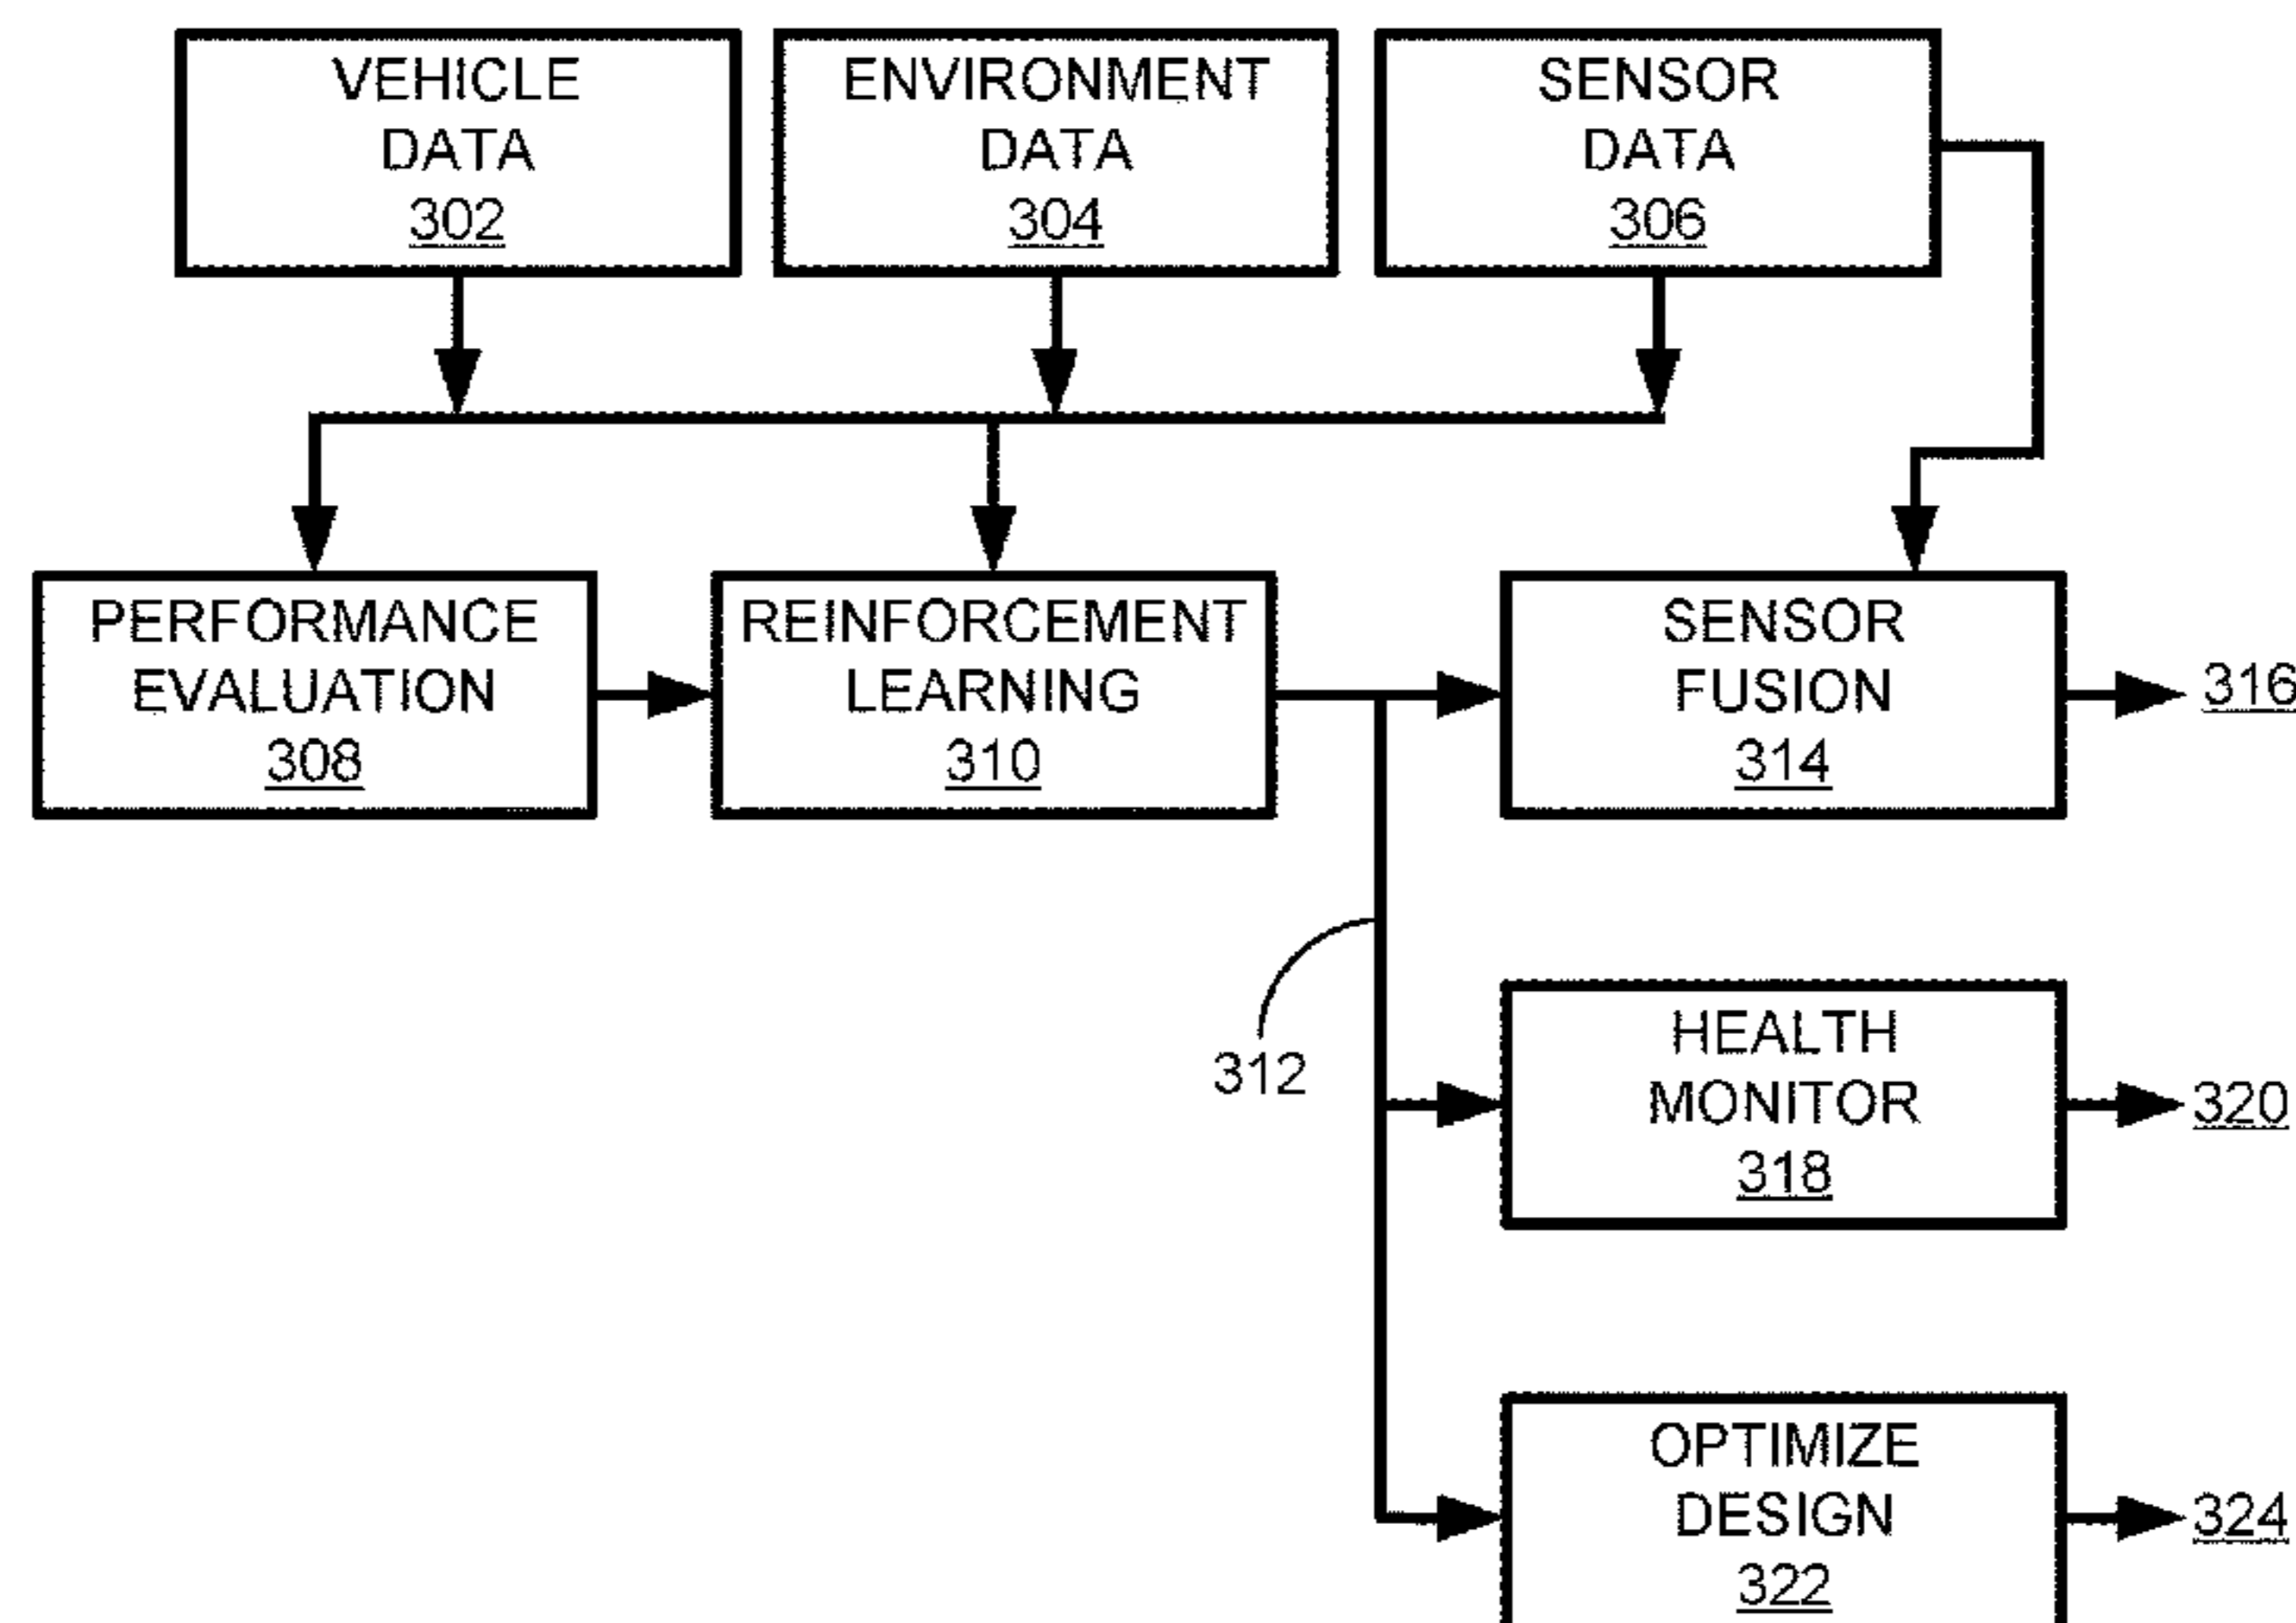 VEHICLE
DATA
302
ENVIRONMENT
DATA
304
SENSOR
DATA
306
PERFORMANCE
EVALUATION
308
REINFORCEMENT
LEARNING
310
SENSOR
FUSION
314
316
312
HEALTH
MONITOR
318
320
OPTIMIZE
DESIGN
322
324